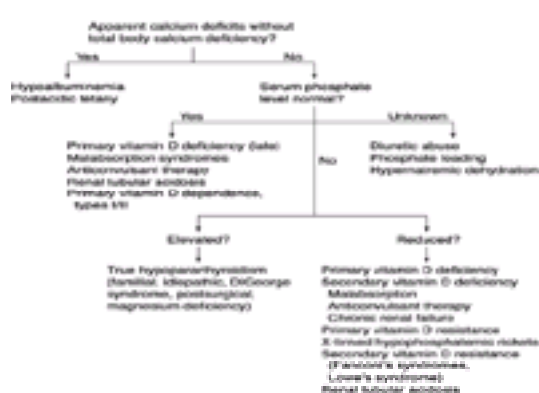 Apparent calcium deficits without
total body calcium deficiency?
Yes
No
Hypoalbuminemia
Postacidic tetany
Serum phosphate
level normal?
Yes
Unknown
Primary vitamin D deficiency (late)
Malabsorption syndromes
Anticonvulsant therapy
Renal tubular acidosis
Primary vitamin D dependence,
types I/II
Diuretic abuse
Phosphate loading
Hypernatremic dehydration
No
Elevated?
Reduced?
True hypoparathyroidism
(familial, idiopathic, DiGeorge
syndrome, postsurgical,
magnesium deficiency)
Primary vitamin D deficiency
Secondary vitamin D deficiency
Malabsorption
Anticonvulsant therapy
Chronic renal failure
Primary vitamin D resistance
X-linked hypophosphatemic rickets
Secondary vitamin D resistance
(Fanconi's syndromes,
Lowe's syndrome)
Renal tubular acidosis